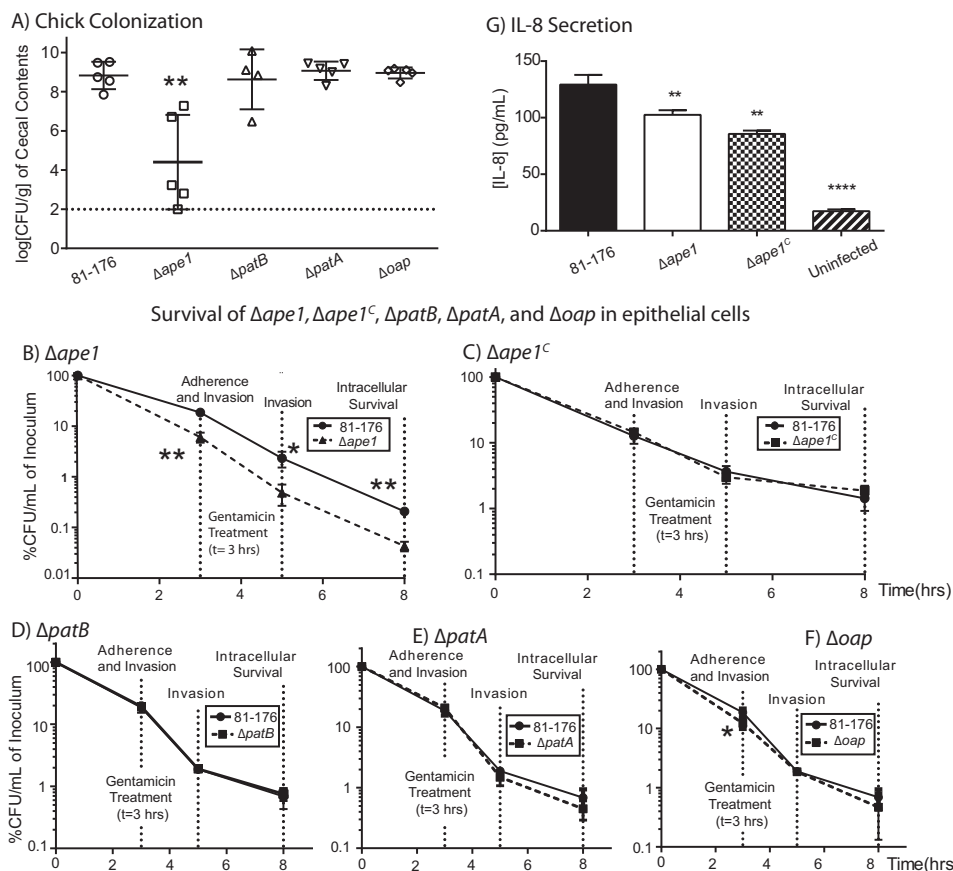 A) Chick Colonization
log[CFU/g] of Cecal Contents
10
8
6
4
2
0
**
81-176
Δape1
ΔpatB
ΔpatA
Δoap
G) IL-8 Secretion
[IL-8] (pg/mL)
150
100
50
0
**
**
****
81-176
Δape1
Δape1ᶜ
Uninfected
Survival of Δape1, Δape1ᶜ, ΔpatB, ΔpatA, and Δoap in epithelial cells
B) Δape1
%CFU/mL of Inoculum
100
10
1
0.1
0.01
Adherence
and Invasion
Invasion
Intracellular
Survival
81-176
Δape1
**
*
**
Gentamicin
Treatment
(t= 3 hrs)
0 2 4 6 8
C) Δape1ᶜ
100
10
1
0.1
Adherence
and Invasion
Invasion
Intracellular
Survival
81-176
Δape1ᶜ
Gentamicin
Treatment
(t=3 hrs)
0 2 4 6 8 Time(hrs)
D) ΔpatB
%CFU/mL of Inoculum
100
10
1
0.1
Adherence
and Invasion
Invasion
Intracellular
Survival
81-176
ΔpatB
Gentamicin
Treatment
(t=3 hrs)
0 2 4 6 8
E) ΔpatA
100
10
1
0.1
Adherence
and Invasion
Invasion
Intracellular
Survival
81-176
ΔpatA
Gentamicin
Treatment
(t=3 hrs)
0 2 4 6 8
F) Δoap
100
10
1
0.1
Adherence
and Invasion
Invasion
Intracellular
Survival
81-176
Δoap
*
Gentamicin
Treatment
(t=3 hrs)
0 2 4 6 8 Time(hrs)